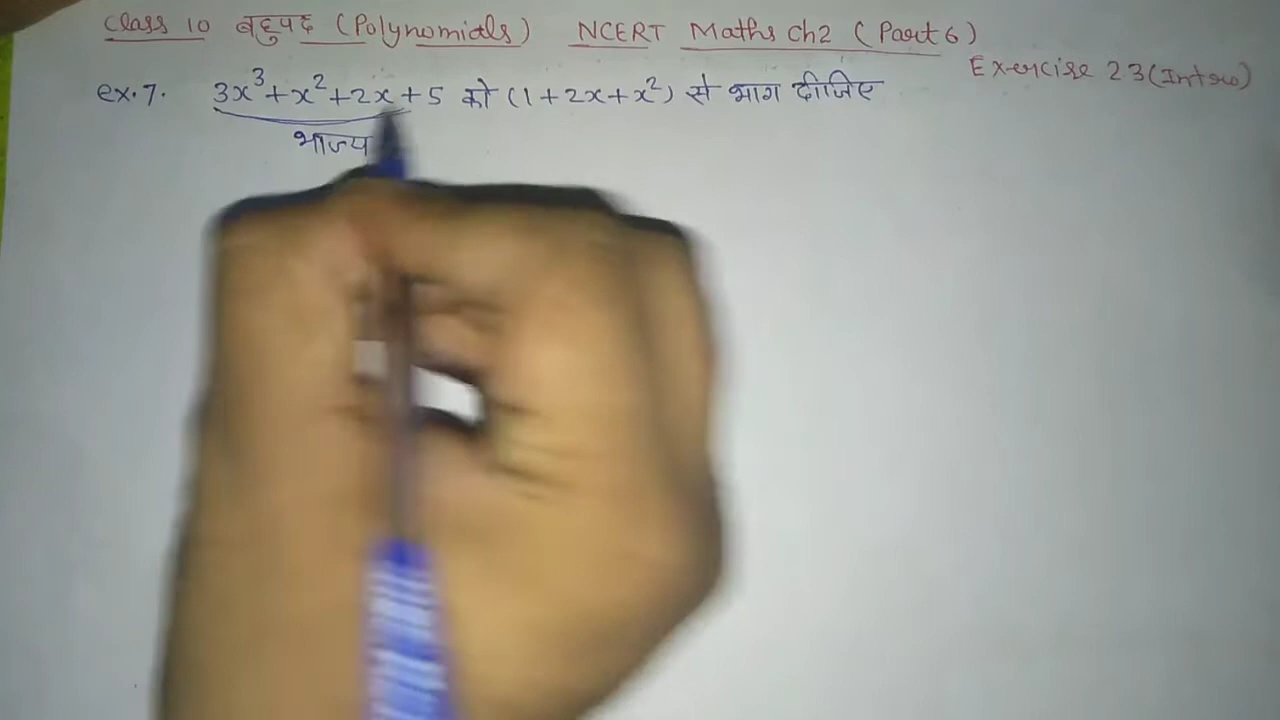 Class 10 बहुपद (Polynomials) NCERT Maths Ch2 (Part 6)
Exercise 2 3 (Intro)
ex.7. 3x³+x²+2x+5 को (1+2x+x²) से भाग दीजिए
भाज्य